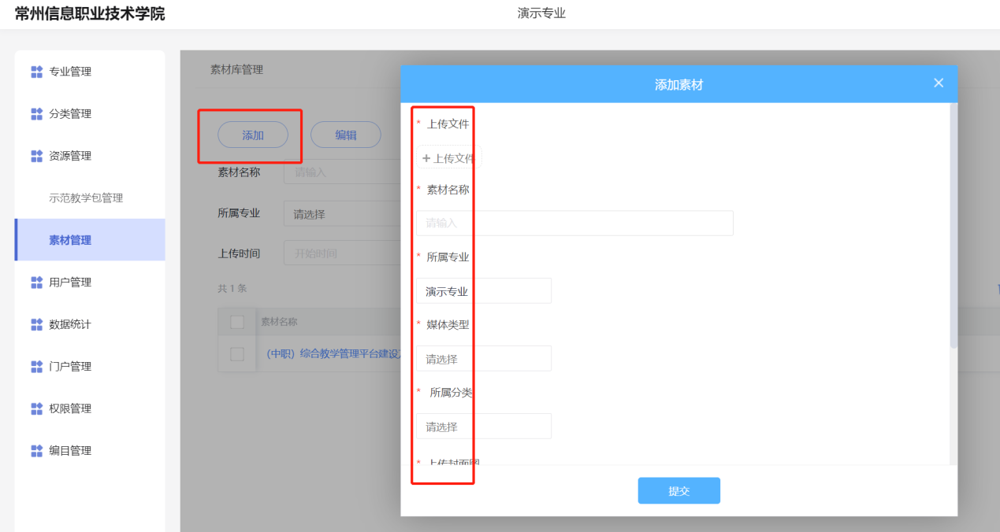 常州信息职业技术学院
演示专业
专业管理
分类管理
资源管理
示范教学包管理
素材管理
用户管理
数据统计
门户管理
权限管理
编目管理
素材库管理
添加 编辑
素材名称 请输入
所属专业 请选择
上传时间 开始时间
共 1 条
素材名称
(中职) 综合教学管理平台建设
添加素材
* 上传文件
+ 上传文件
* 素材名称
请输入
* 所属专业
演示专业
* 媒体类型
请选择
* 所属分类
请选择
* 上传封面图
提交